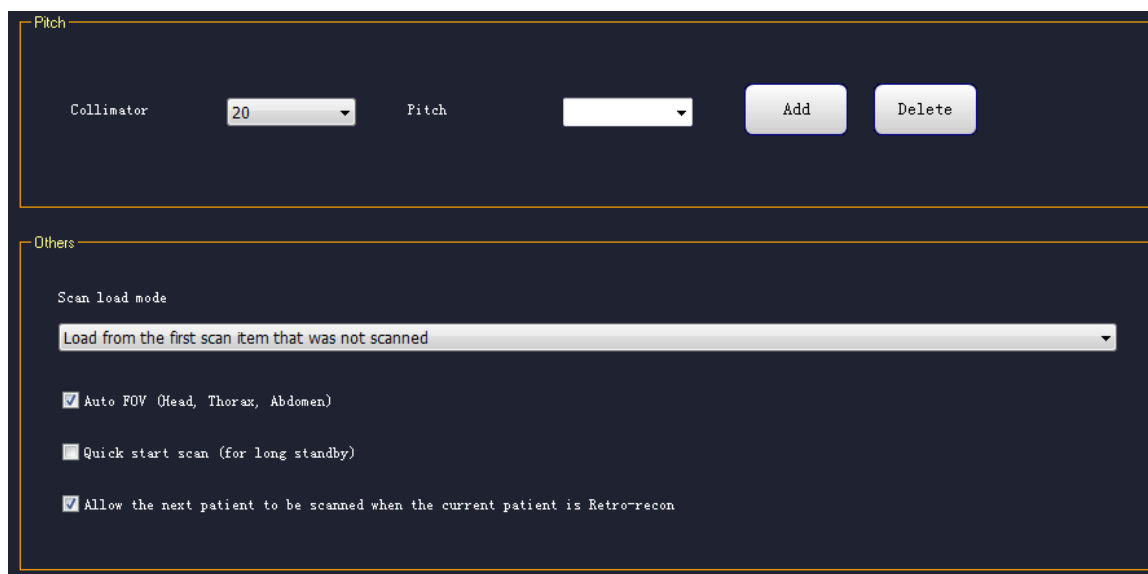 Pitch
Collimator 20 Pitch Add Delete
Others
Scan load mode
Load from the first scan item that was not scanned
Auto FOV (Head, Thorax, Abdomen)
Quick start scan (for long standby)
Allow the next patient to be scanned when the current patient is Retro-recon